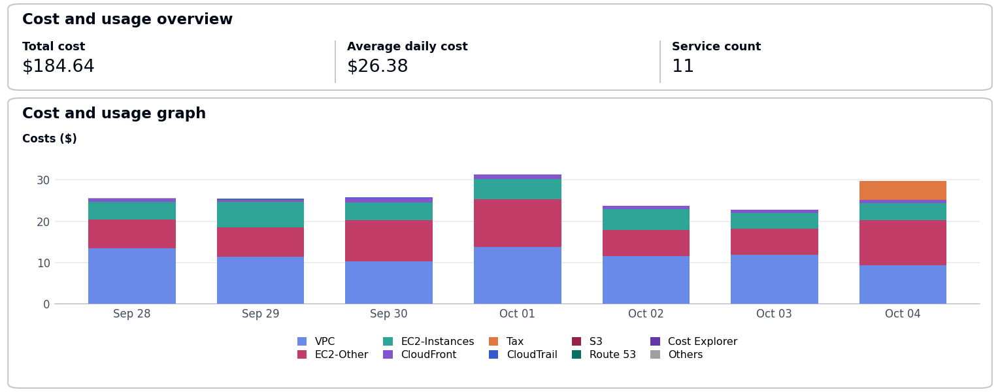 Cost and usage overview
Total cost
$184.64
Average daily cost
$26.38
Service count
11
Cost and usage graph
Costs ($)
30
20
10
0
Sep 28 Sep 29 Sep 30 Oct 01 Oct 02 Oct 03 Oct 04
VPC EC2-Instances Tax S3 Cost Explorer
EC2-Other CloudFront CloudTrail Route 53 Others